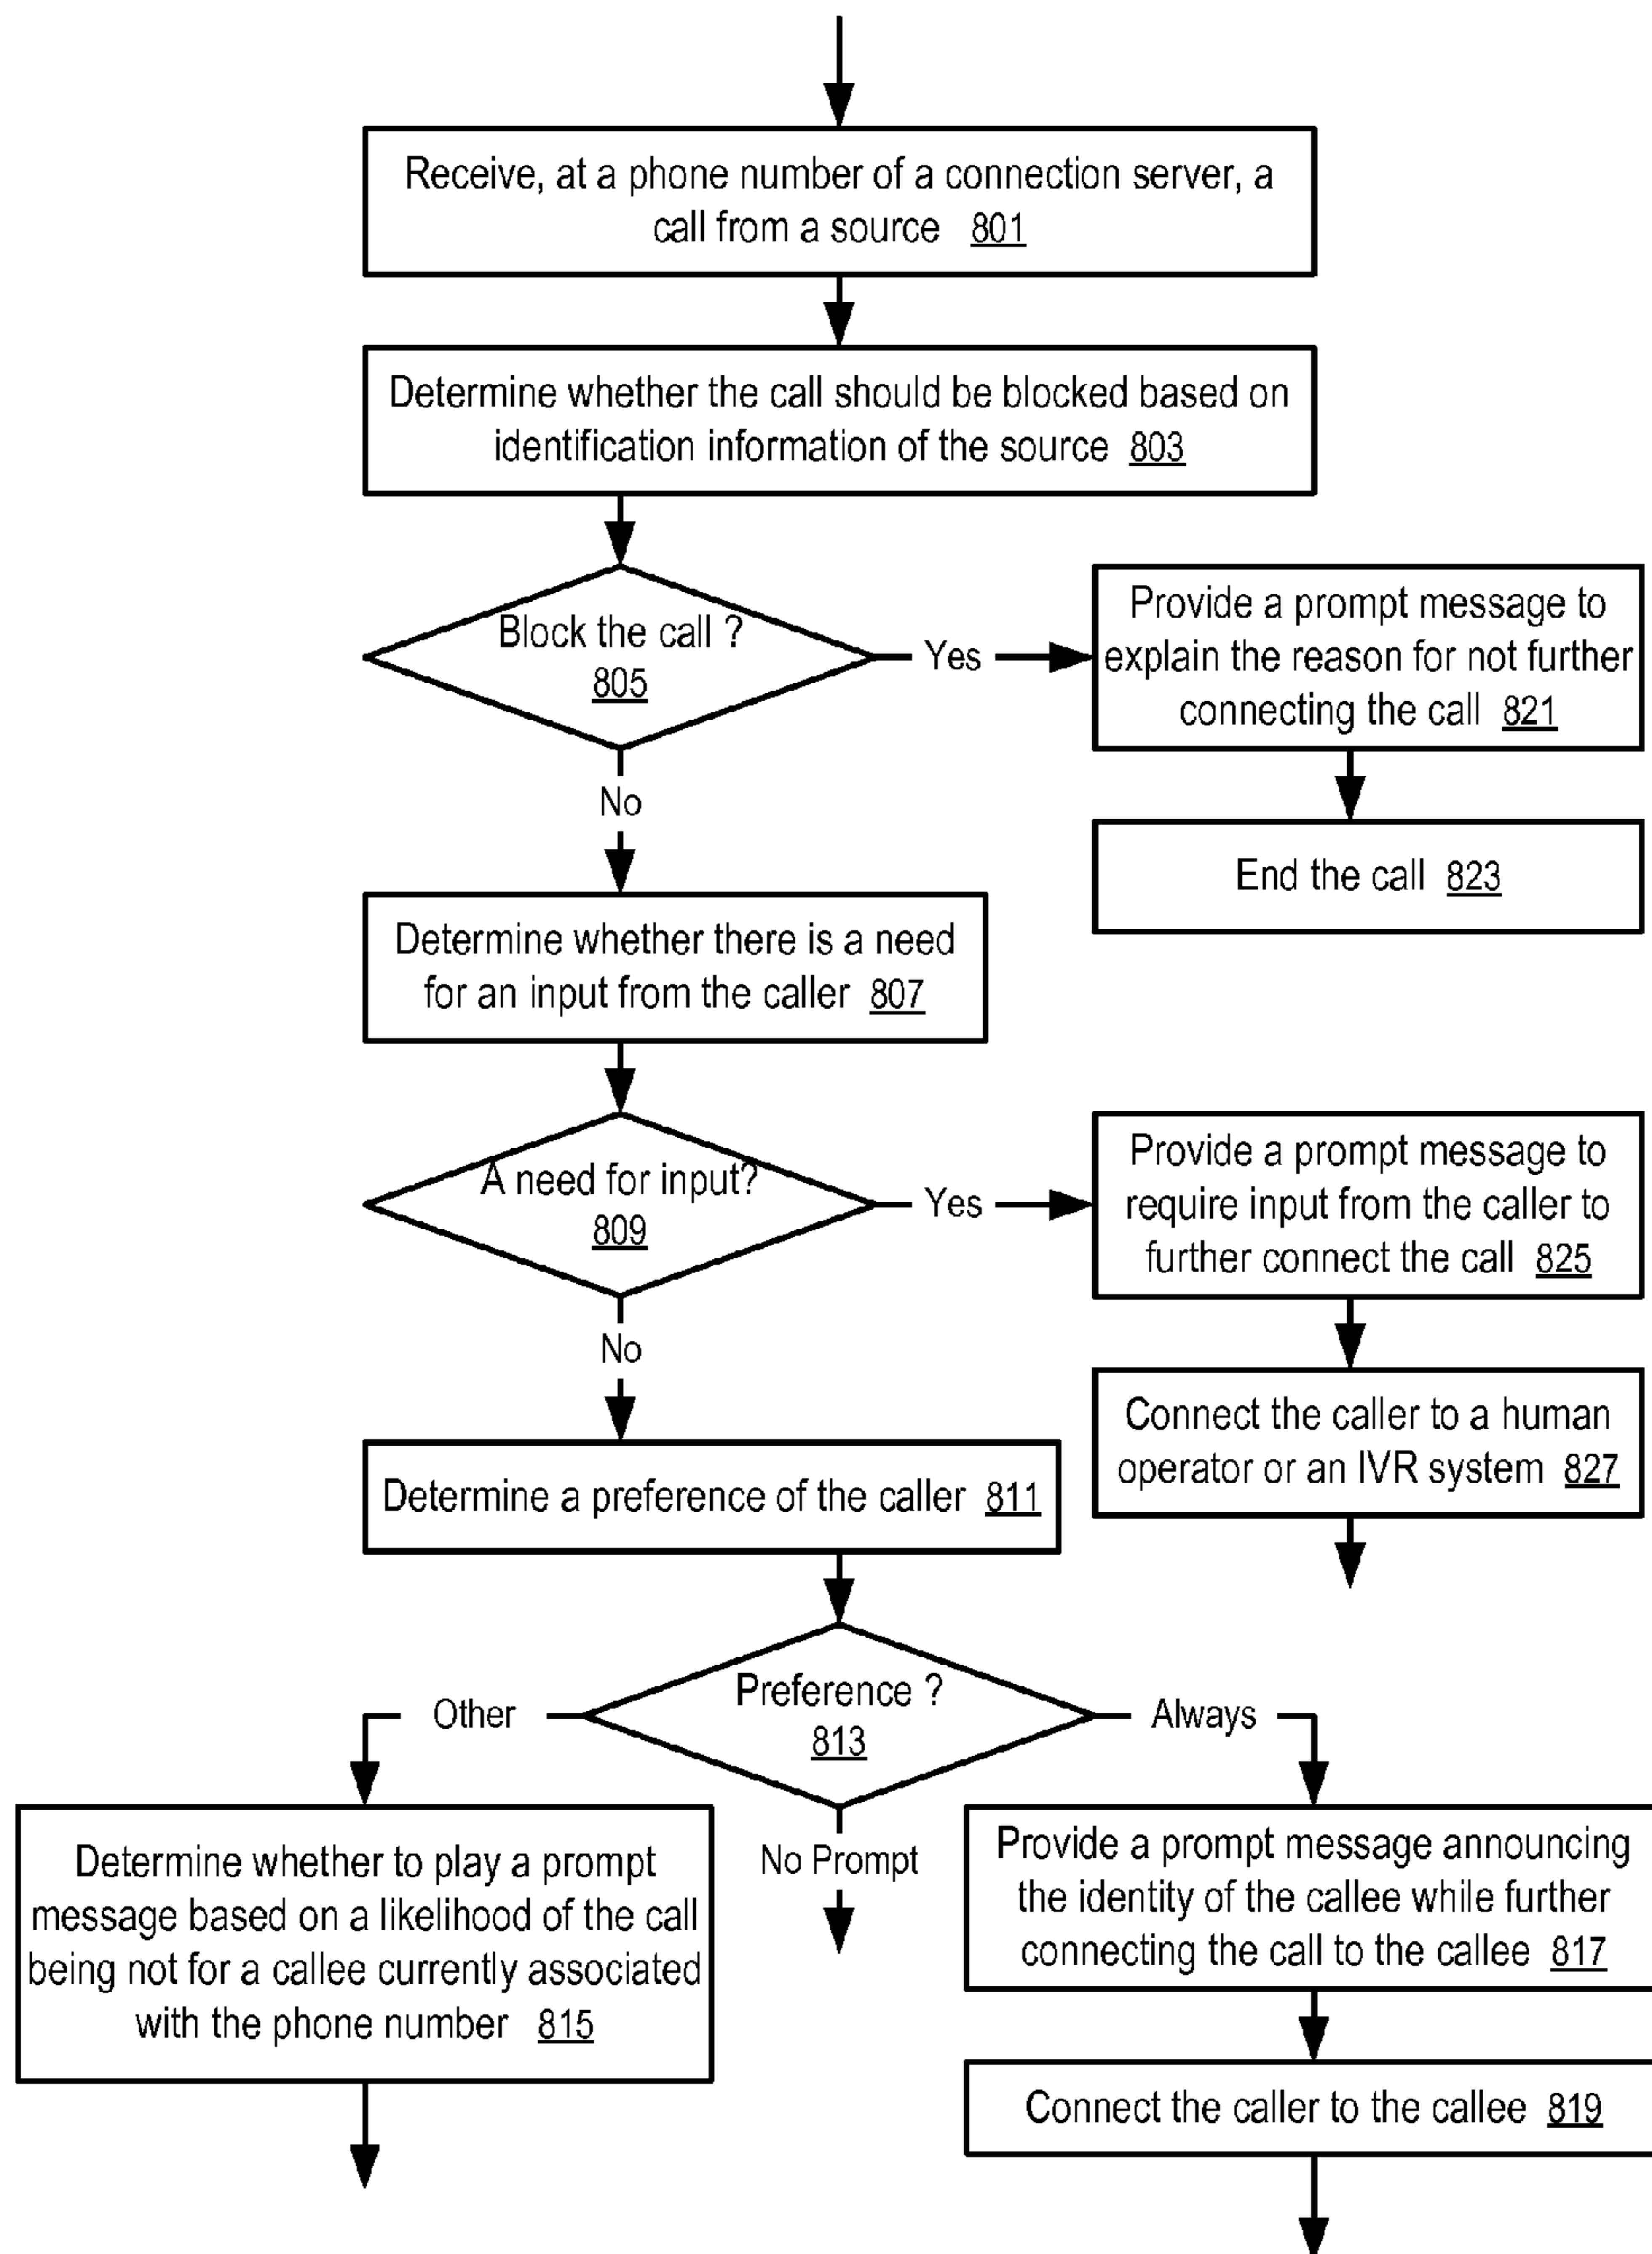 Receive, at a phone number of a connection server, a
call from a source 801
Determine whether the call should be blocked based on
identification information of the source 803
Block the call ?
805
Yes
Provide a prompt message to
explain the reason for not further
connecting the call 821
No
End the call 823
Determine whether there is a need
for an input from the caller 807
A need for input?
809
Yes
Provide a prompt message to
require input from the caller to
further connect the call 825
No
Connect the caller to a human
operator or an IVR system 827
Determine a preference of the caller 811
Preference ?
813
Other
Always
No Prompt
Determine whether to play a prompt
message based on a likelihood of the call
being not for a callee currently associated
with the phone number 815
Provide a prompt message announcing
the identity of the callee while further
connecting the call to the callee 817
Connect the caller to the callee 819